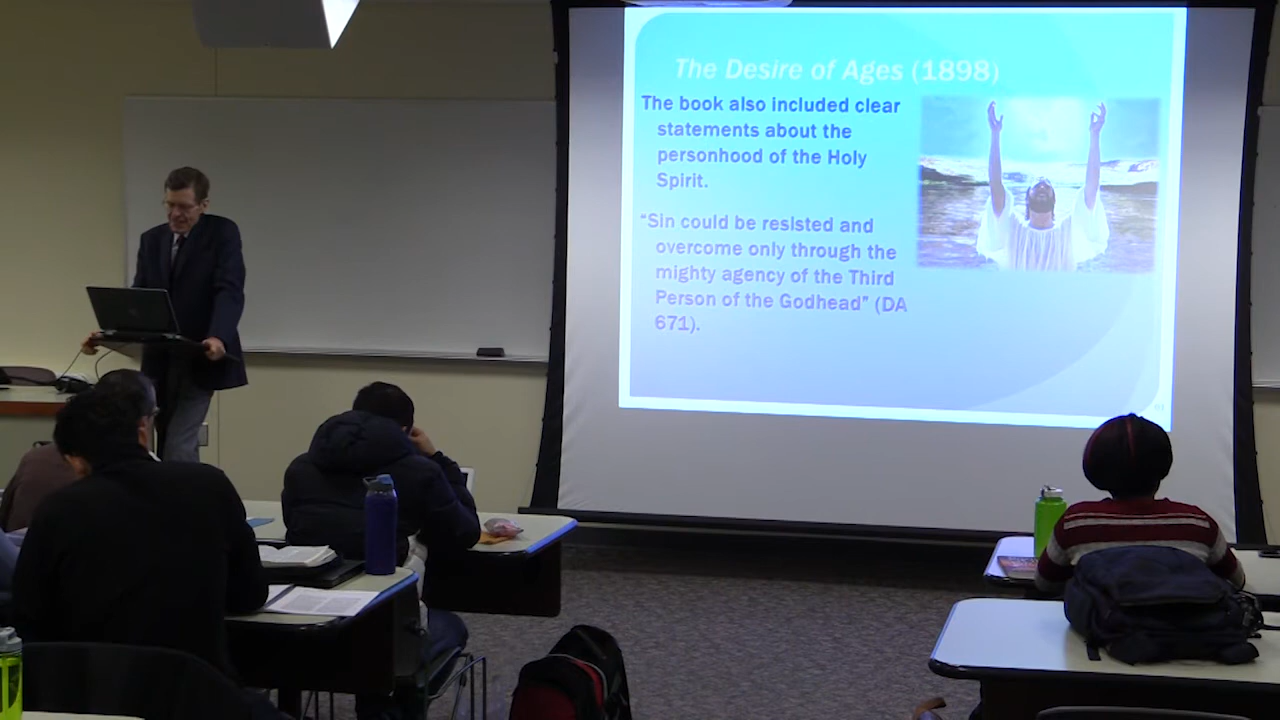 The Desire of Ages (1898)
The book also included clear
statements about the
personhood of the Holy
Spirit.
“Sin could be resisted and
overcome only through the
mighty agency of the Third
Person of the Godhead” (DA
671).